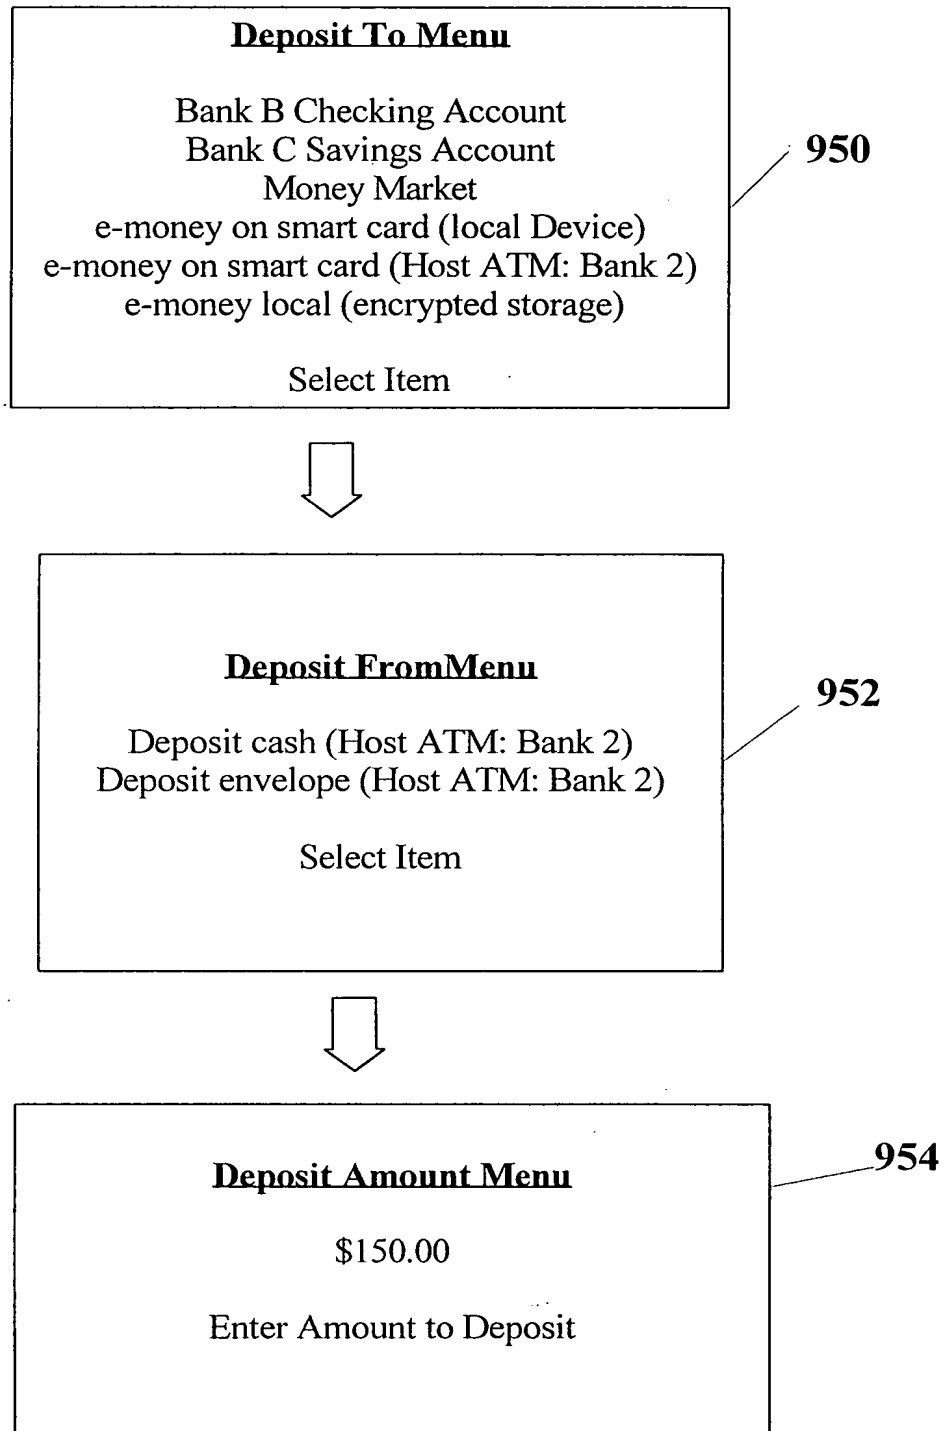 Deposit To Menu
Bank B Checking Account
Bank C Savings Account
Money Market
e-money on smart card (local Device)
e-money on smart card (Host ATM: Bank 2)
e-money local (encrypted storage)
Select Item
950
Deposit FromMenu
Deposit cash (Host ATM: Bank 2)
Deposit envelope (Host ATM: Bank 2)
Select Item
952
Deposit Amount Menu
$150.00
Enter Amount to Deposit
954